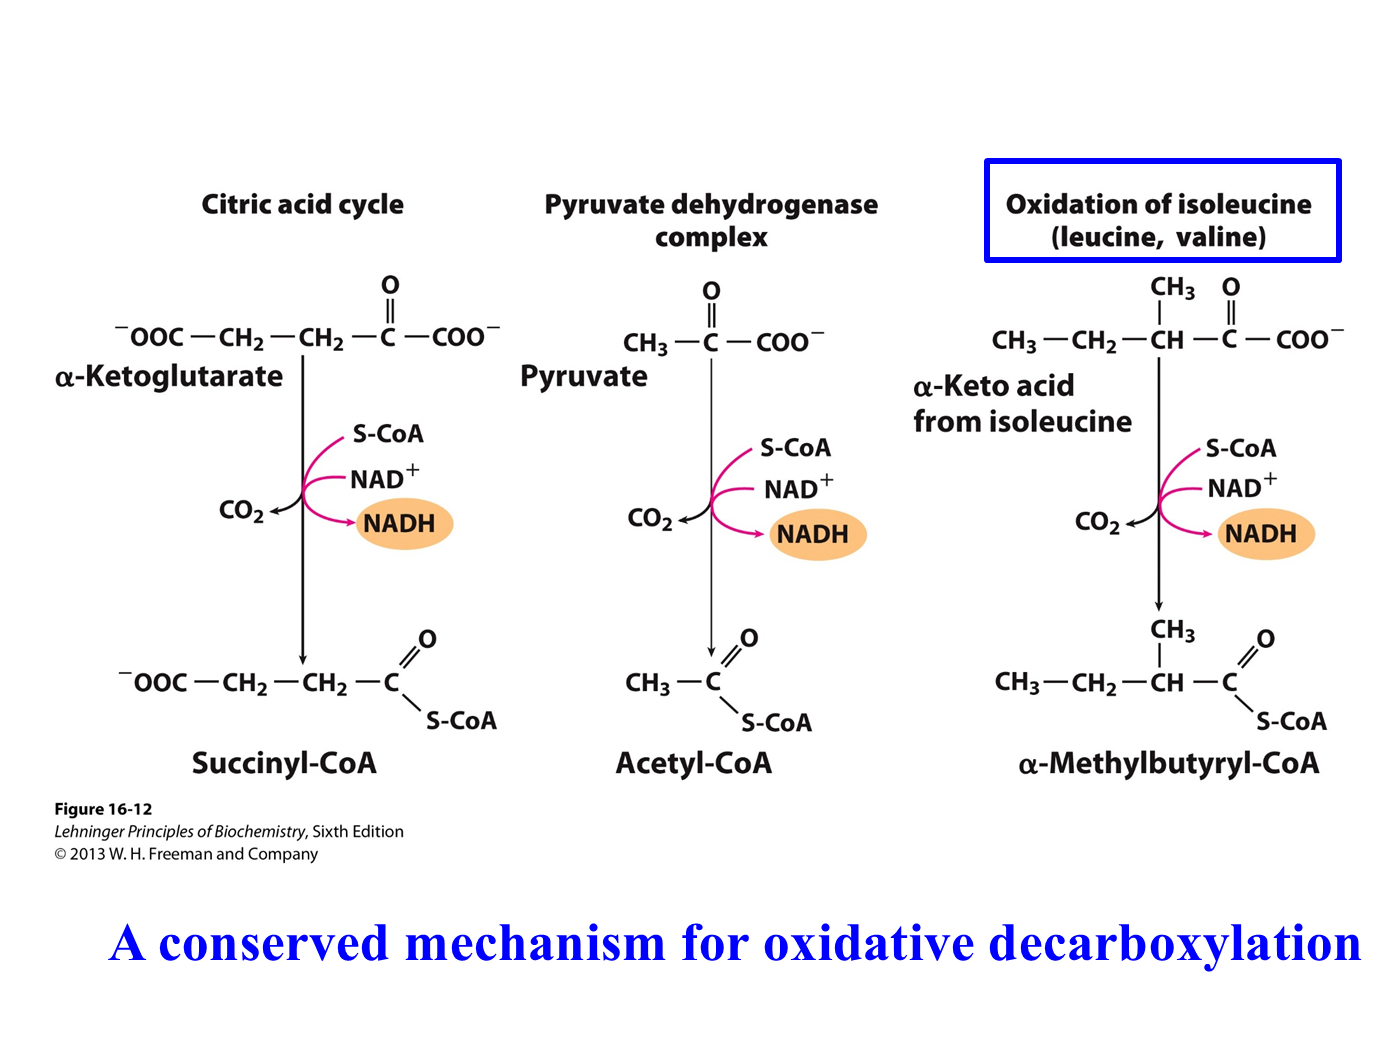 Citric acid cycle
O
⁻OOC — CH₂ — CH₂ — C — COO⁻
α-Ketoglutarate
S-CoA
NAD⁺
CO₂
NADH
O
⁻OOC — CH₂ — CH₂ — C
S-CoA
Succinyl-CoA
Pyruvate dehydrogenase
complex
O
CH₃ — C — COO⁻
Pyruvate
S-CoA
NAD⁺
CO₂
NADH
O
CH₃ — C
S-CoA
Acetyl-CoA
Oxidation of isoleucine
(leucine, valine)
CH₃ O
CH₃ — CH₂ — CH — C — COO⁻
α-Keto acid
from isoleucine
S-CoA
NAD⁺
CO₂
NADH
CH₃ O
CH₃ — CH₂ — CH — C
S-CoA
α-Methylbutyryl-CoA
Figure 16-12
Lehninger Principles of Biochemistry, Sixth Edition
© 2013 W. H. Freeman and Company
A conserved mechanism for oxidative decarboxylation